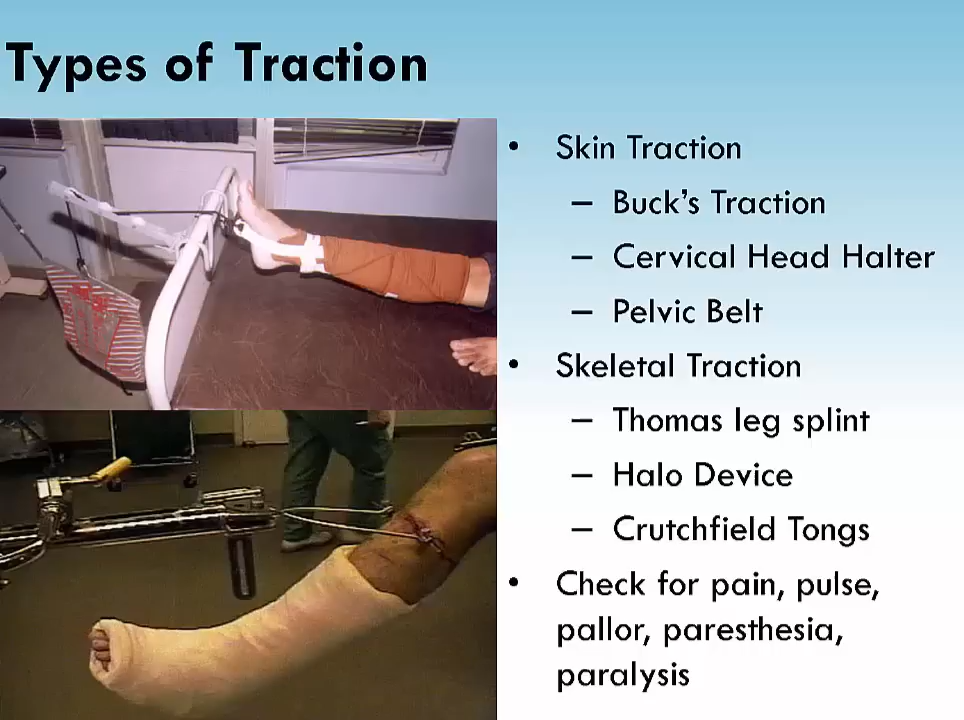 Types of Traction
• Skin Traction
– Buck’s Traction
– Cervical Head Halter
– Pelvic Belt
• Skeletal Traction
– Thomas leg splint
– Halo Device
– Crutchfield Tongs
• Check for pain, pulse,
pallor, paresthesia,
paralysis